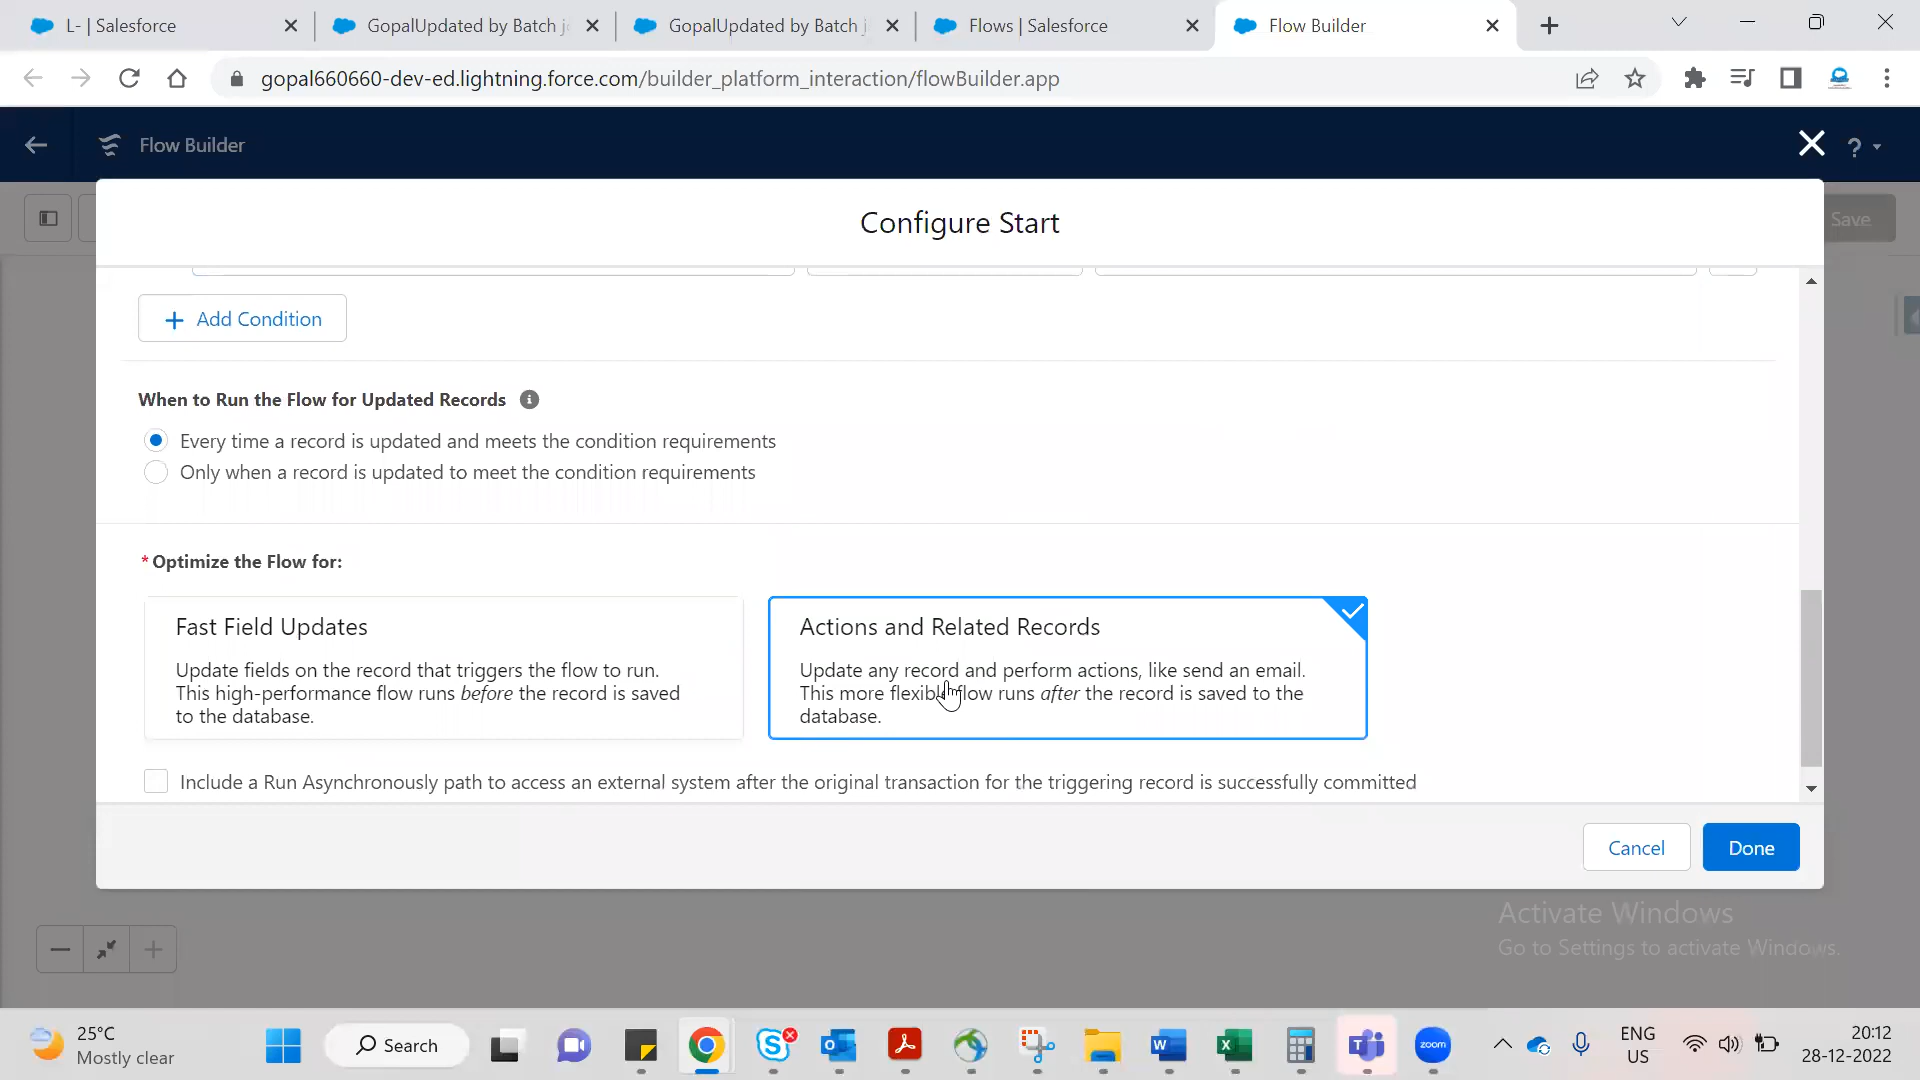 L- | Salesforce
GopalUpdated by Batch j
GopalUpdated by Batch j
Flows | Salesforce
Flow Builder
gopal660660-dev-ed.lightning.force.com/builder_platform_interaction/flowBuilder.app
Flow Builder
?
Save
Configure Start
+ Add Condition
When to Run the Flow for Updated Records
Every time a record is updated and meets the condition requirements
Only when a record is updated to meet the condition requirements
* Optimize the Flow for:
Fast Field Updates
Update fields on the record that triggers the flow to run.
This high-performance flow runs before the record is saved
to the database.
Actions and Related Records
Update any record and perform actions, like send an email.
This more flexible flow runs after the record is saved to the
database.
Include a Run Asynchronously path to access an external system after the original transaction for the triggering record is successfully committed
Cancel
Done
Activate Windows
Go to Settings to activate Windows.
25°C
Mostly clear
Search
zoom
ENG
US
20:12
28-12-2022